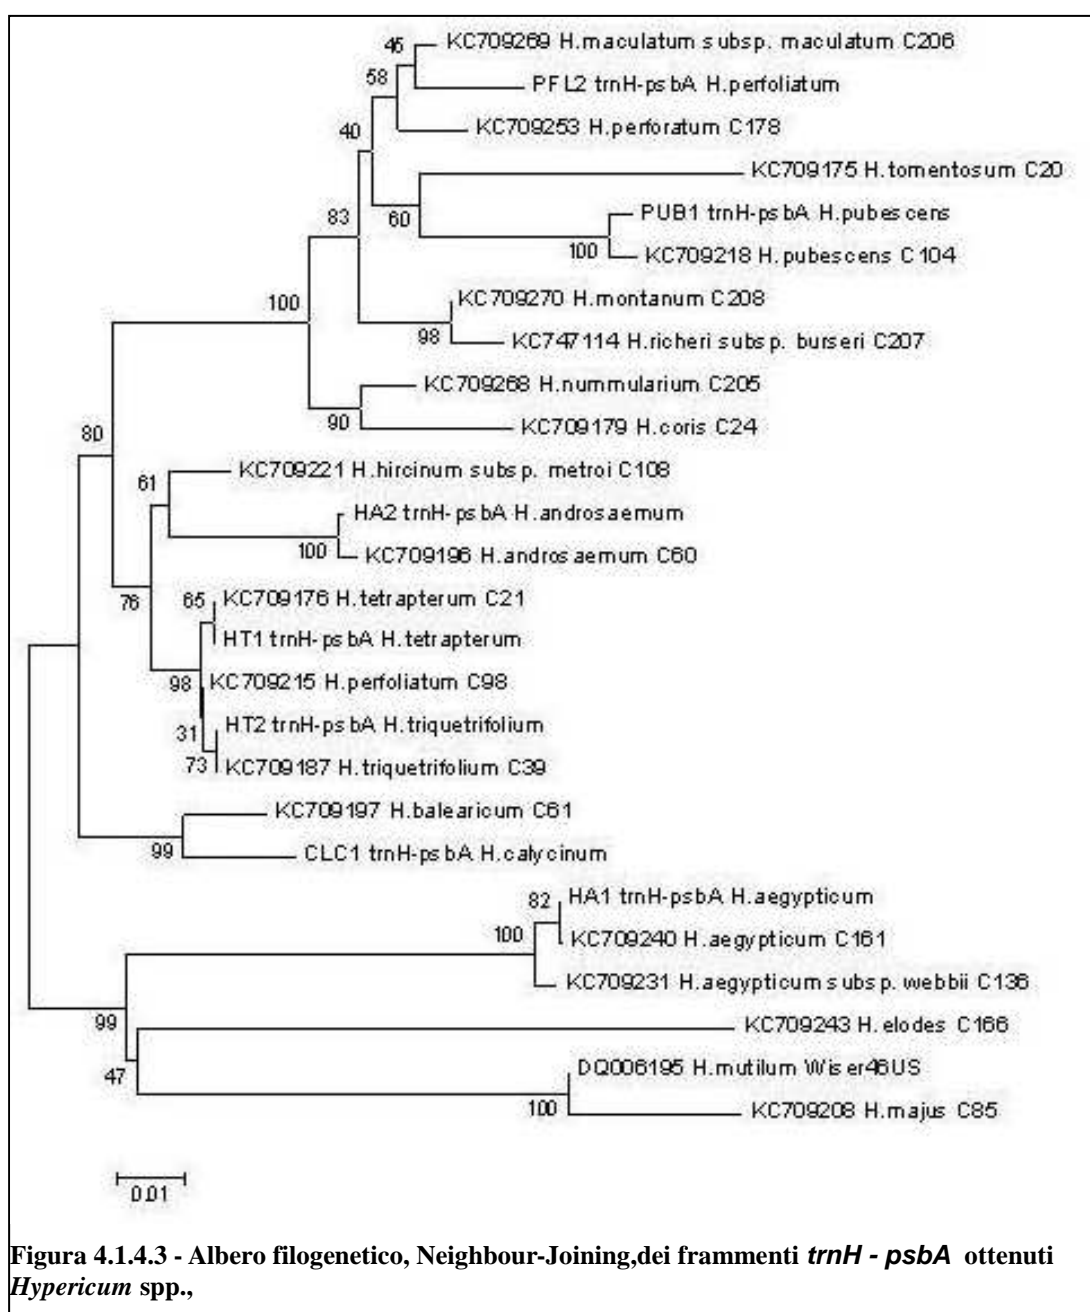 46
KC709269 H.maculatum subsp. maculatum C206
58
PFL2 trnH-psbA H.perfoliatum
KC709253 H.perforatum C178
40
KC709175 H.tomentosum C20
83
60
PUB1 trnH-psbA H.pubescens
100
KC709218 H.pubescens C104
100
KC709270 H.montanum C208
98
KC747114 H.richeri subsp. burseri C207
KC709268 H.nummularium C205
90
KC709179 H.coris C24
80
KC709221 H.hircinum subsp. metroi C108
61
HA2 trnH-psbA H.androsaemum
100
KC709196 H.androsaemum C60
76
65
KC709176 H.tetrapterum C21
HT1 trnH-psbA H.tetrapterum
98
KC709215 H.perfoliatum C98
31
HT2 trnH-psbA H.triquetrifolium
73
KC709187 H.triquetrifolium C39
KC709197 H.balearicum C61
99
CLC1 trnH-psbA H.calycinum
82
HA1 trnH-psbA H.aegypticum
100
KC709240 H.aegypticum C161
KC709231 H.aegypticum subsp. webbii C136
99
KC709243 H.elodes C166
47
DQ006195 H.mutilum Wiser46US
100
KC709208 H.majus C85
0.01
Figura 4.1.4.3 - Albero filogenetico, Neighbour-Joining,dei frammenti trnH - psbA ottenuti
Hypericum spp.,